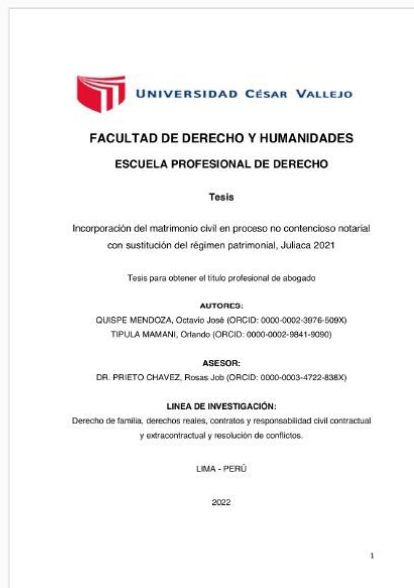 UNIVERSIDAD CÉSAR VALLEJO
FACULTAD DE DERECHO Y HUMANIDADES
ESCUELA PROFESIONAL DE DERECHO
Tesis
Incorporación del matrimonio civil en proceso no contencioso notarial
con sustitución del régimen patrimonial, Juliaca 2021
Tesis para obtener el título profesional de abogado
AUTORES:
QUISPE MENDOZA, Octavio José (ORCID: 0000-0002-3976-509X)
TIPULA MAMANI, Orlando (ORCID: 0000-0002-9841-9090)
ASESOR:
DR. PRIETO CHAVEZ, Rosas Job (ORCID: 0000-0003-4722-838X)
LINEA DE INVESTIGACIÓN:
Derecho de familia, derechos reales, contratos y responsabilidad civil contractual
y extracontractual y resolución de conflictos.
LIMA - PERÚ
2022
1